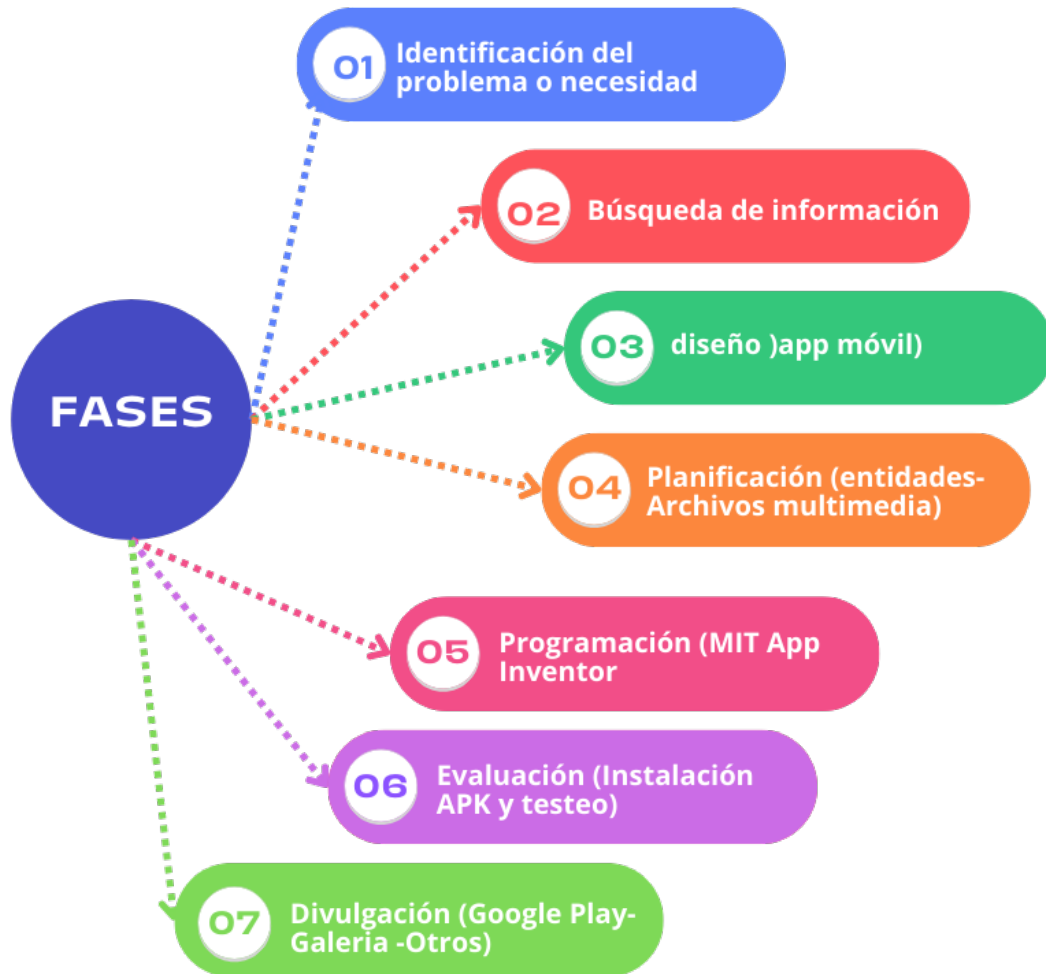 01
Identificación del
problema o necesidad
02
Búsqueda de información
03
diseño )app móvil)
FASES
04
Planificación (entidades-
Archivos multimedia)
05
Programación (MIT App
Inventor
06
Evaluación (Instalación
APK y testeo)
07
Divulgación (Google Play-
Galeria -Otros)